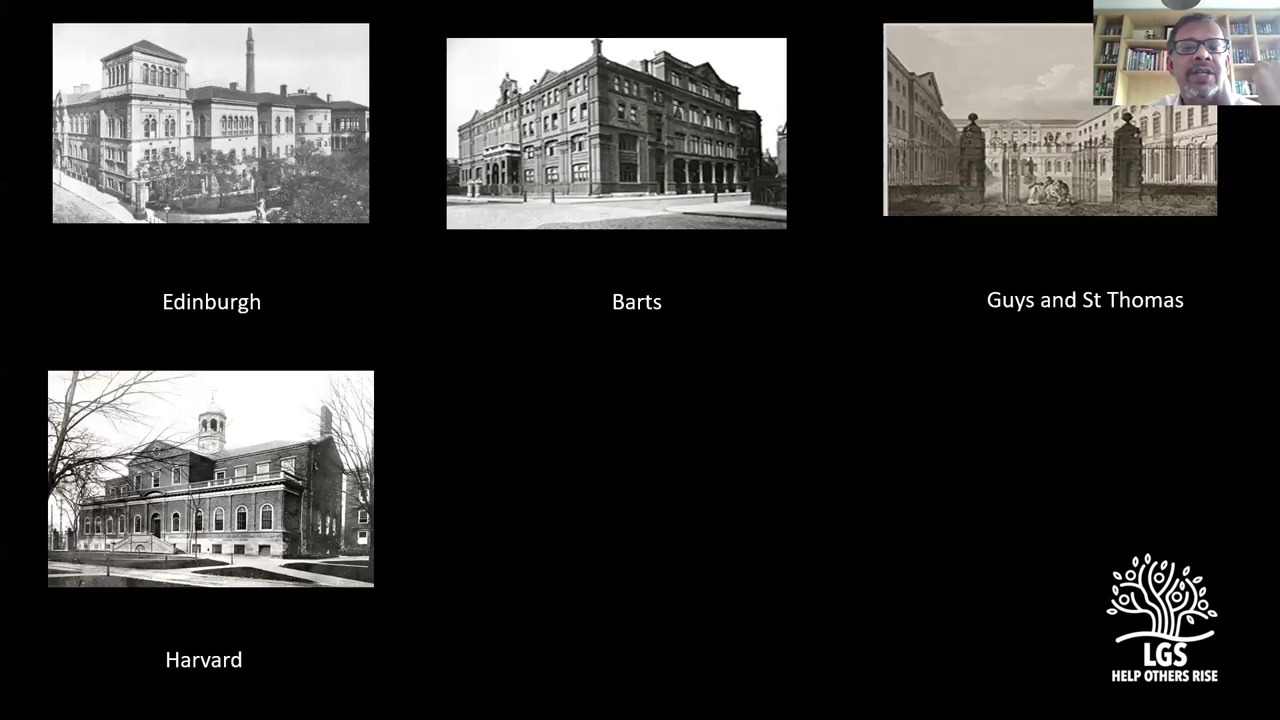 Edinburgh
Barts
Guys and St Thomas
Harvard
LGS
HELP OTHERS RISE